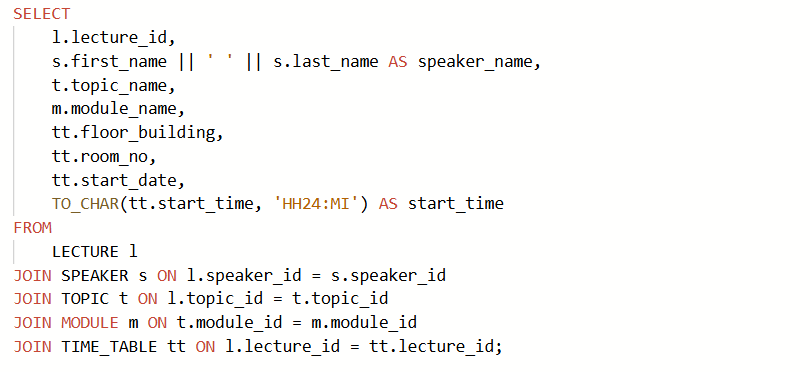 SELECT
    l.lecture_id,
    s.first_name || ' ' || s.last_name AS speaker_name,
    t.topic_name,
    m.module_name,
    tt.floor_building,
    tt.room_no,
    tt.start_date,
    TO_CHAR(tt.start_time, 'HH24:MI') AS start_time
FROM
    LECTURE l
JOIN SPEAKER s ON l.speaker_id = s.speaker_id
JOIN TOPIC t ON l.topic_id = t.topic_id
JOIN MODULE m ON t.module_id = m.module_id
JOIN TIME_TABLE tt ON l.lecture_id = tt.lecture_id;